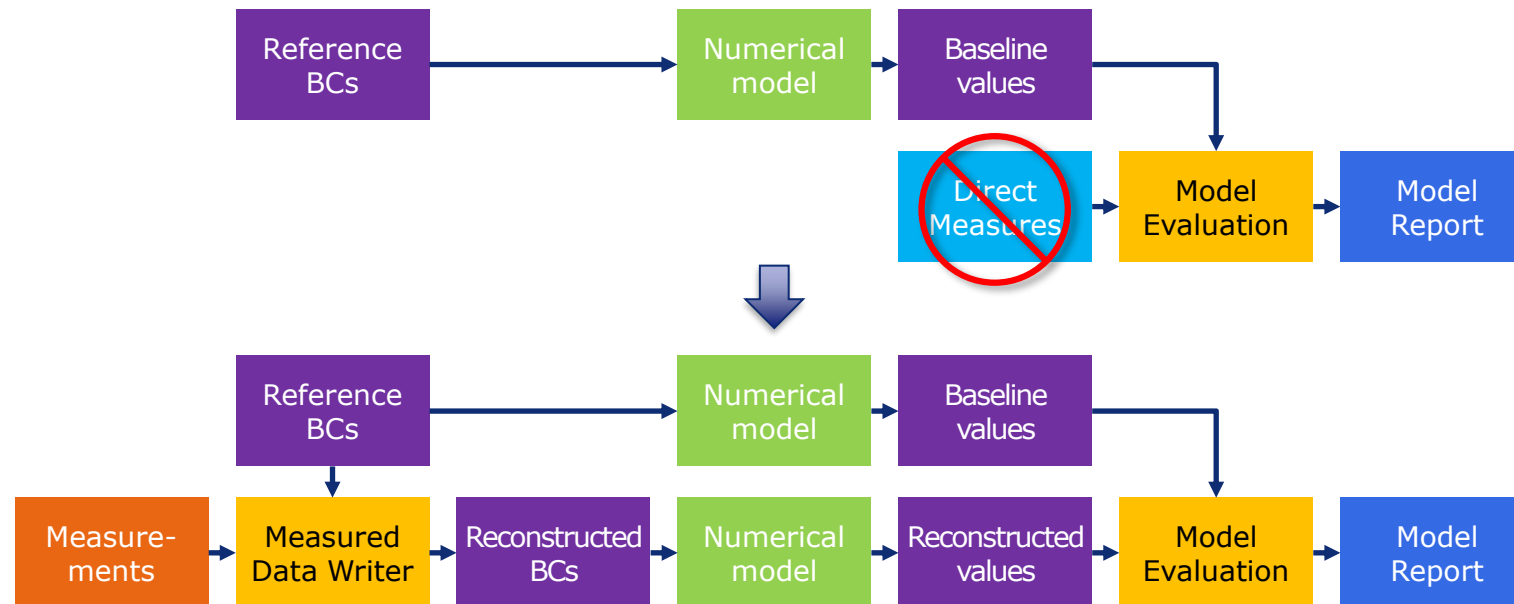 Reference
BCs
Numerical
model
Baseline
values
Direct
Measures
Model
Evaluation
Model
Report
Reference
BCs
Numerical
model
Baseline
values
Measure-
ments
Measured
Data Writer
Reconstructed
BCs
Numerical
model
Reconstructed
values
Model
Evaluation
Model
Report